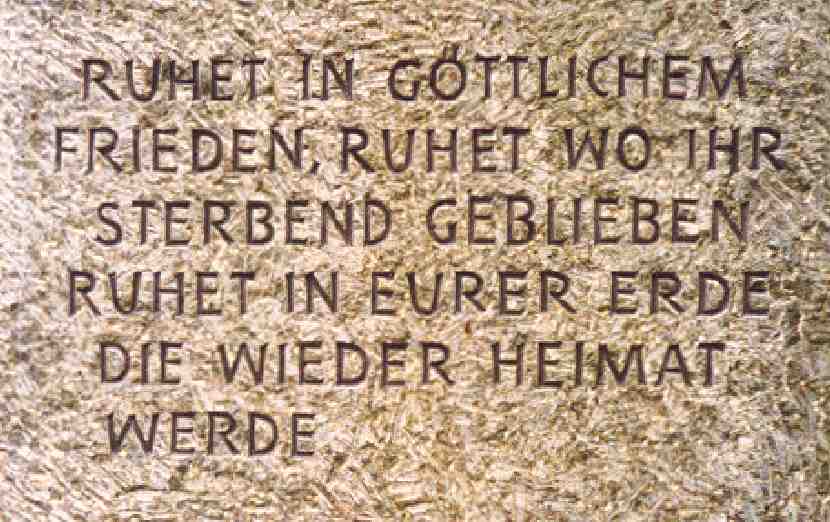 RUHET IN GÖTTLICHEM
FRIEDEN, RUHET WO IHR
STERBEND GEBLIEBEN
RUHET IN EURER ERDE
DIE WIEDER HEIMAT
WERDE